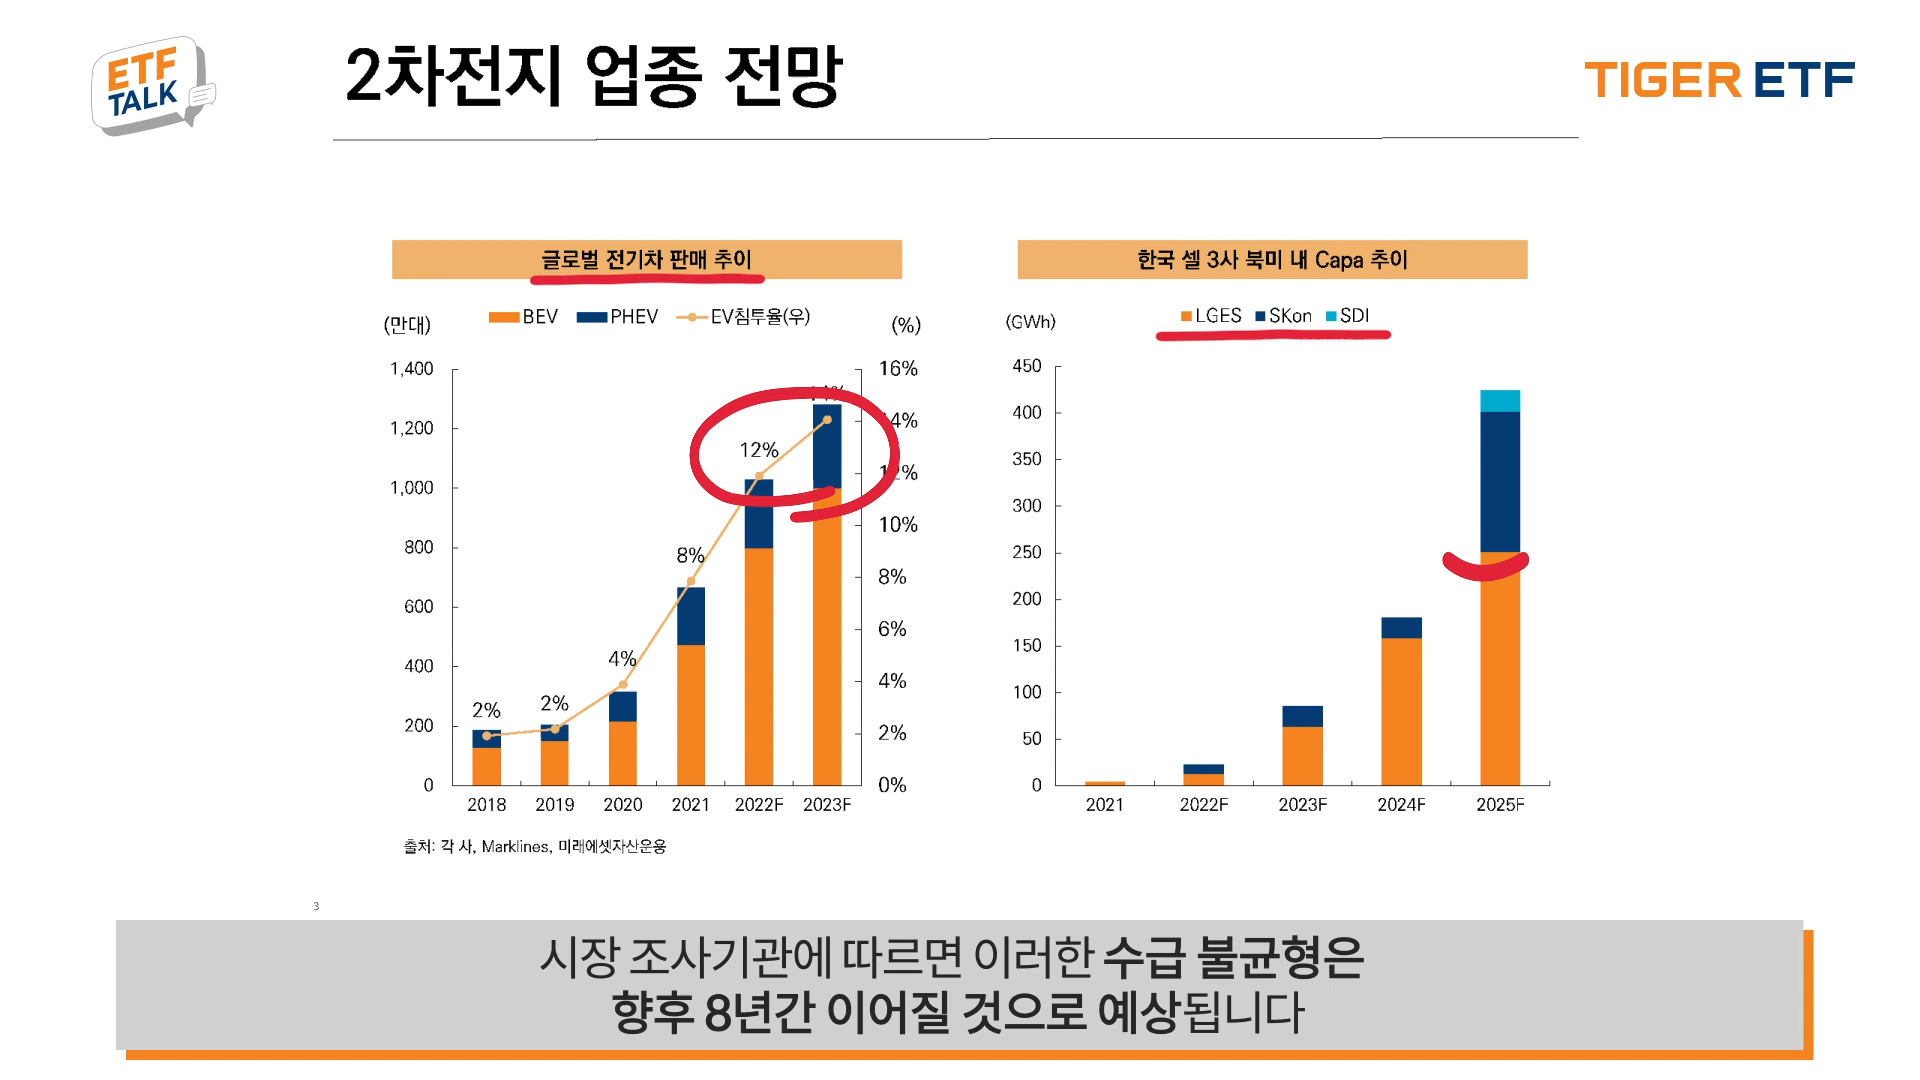 ETF
TALK
2차전지 업종 전망
TIGER ETF
글로벌 전기차 판매 추이
(만대)
BEV PHEV EV침투율(우)
(%)
1,400
1,200
1,000
800
600
400
200
0
16%
10%
8%
6%
4%
2%
0%
2%
2%
4%
8%
12%
2018 2019 2020 2021 2022F 2023F
출처: 각 사, Marklines, 미래에셋자산운용
한국 셀 3사 북미 내 Capa 추이
(GWh)
LGES SKon SDI
450
400
350
300
250
200
150
100
50
0
2021 2022F 2023F 2024F 2025F
3
시장 조사기관에 따르면 이러한 수급 불균형은
향후 8년간 이어질 것으로 예상됩니다